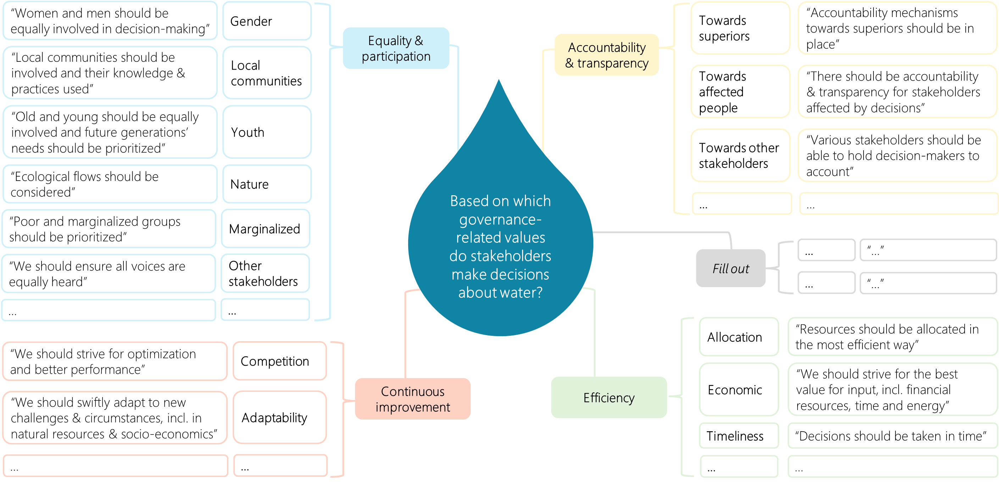 “Women and men should be
equally involved in decision-making”
Gender
“Local communities should be
involved and their knowledge &
practices used”
Local
communities
“Old and young should be equally
involved and future generations’
needs should be prioritized”
Youth
“Ecological flows should be
considered”
Nature
“Poor and marginalized groups
should be prioritized”
Marginalized
“We should ensure all voices are
equally heard”
Other
stakeholders
...
...
Equality &
participation
“We should strive for optimization
and better performance”
Competition
“We should swiftly adapt to new
challenges & circumstances, incl. in
natural resources & socio-economics”
Adaptability
...
...
Continuous
improvement
Based on which
governance-
related values
do stakeholders
make decisions
about water?
Accountability
& transparency
Towards
superiors
“Accountability mechanisms
towards superiors should be in
place”
Towards
affected
people
“There should be accountability
& transparency for stakeholders
affected by decisions”
Towards other
stakeholders
“Various stakeholders should be
able to hold decision-makers to
account”
...
...
Fill out
...
“...”
...
“...”
Efficiency
Allocation
“Resources should be allocated in
the most efficient way”
Economic
“We should strive for the best
value for input, incl. financial
resources, time and energy”
Timeliness
“Decisions should be taken in time”
...
...